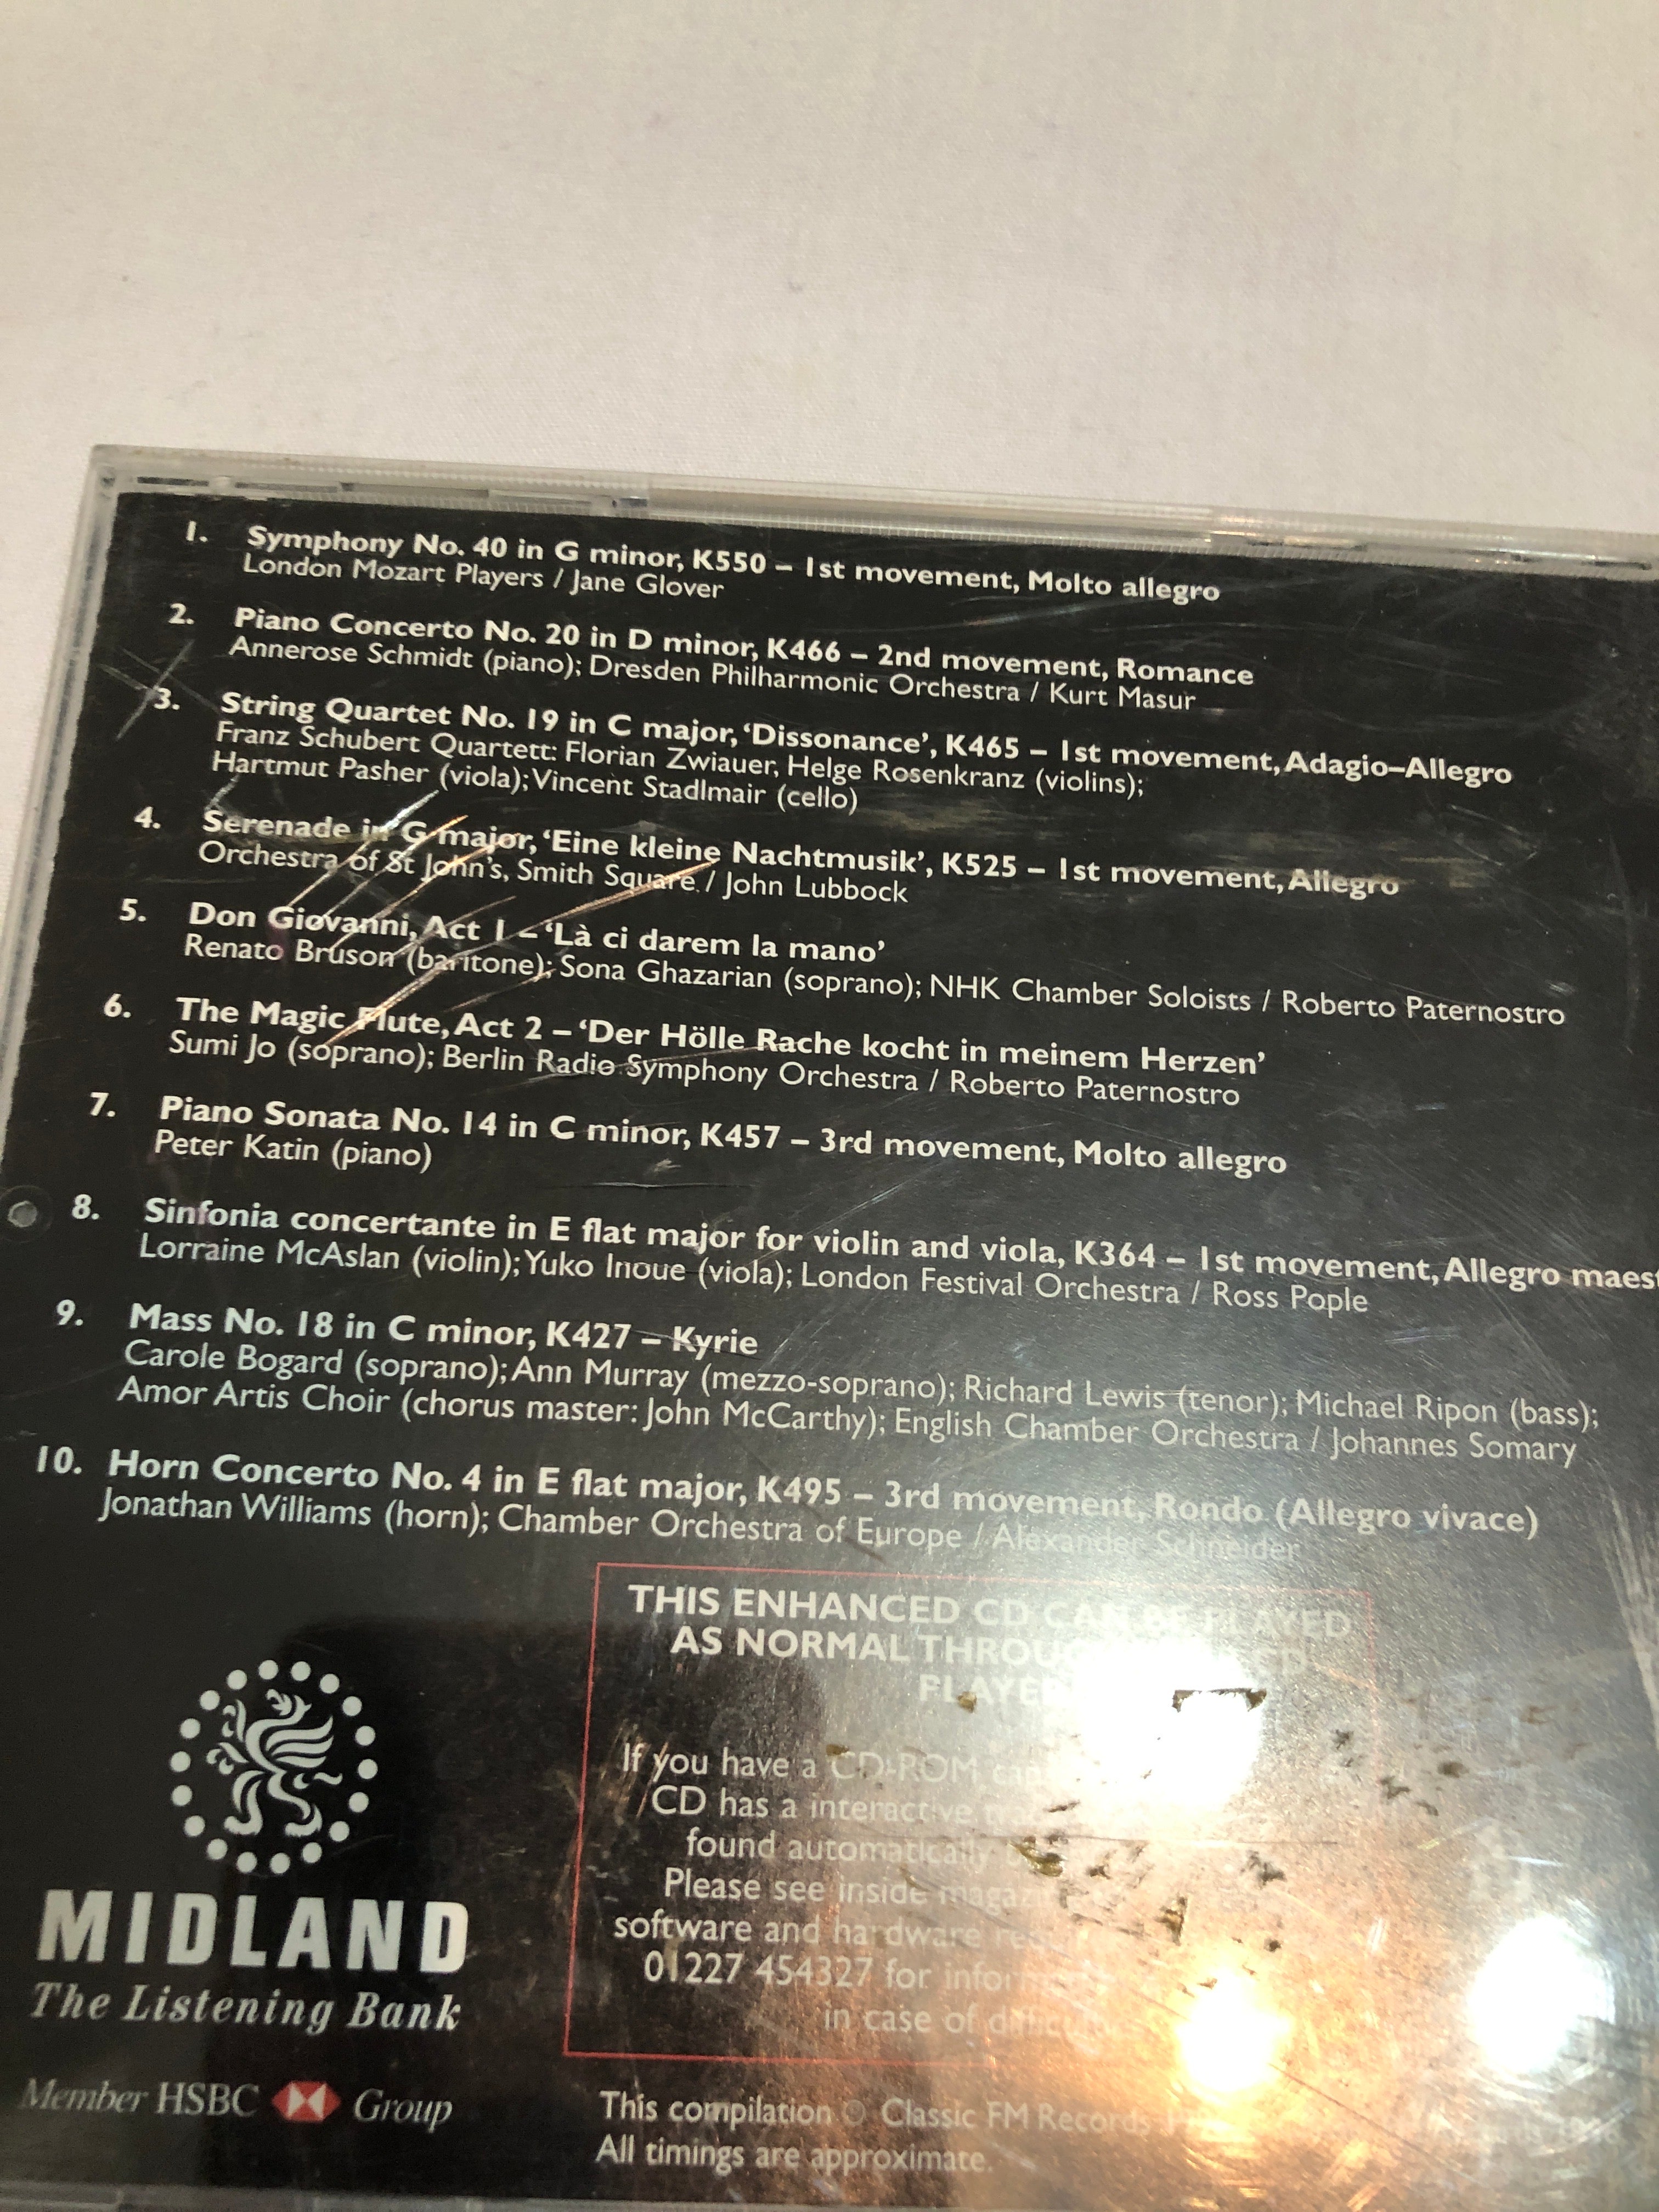 1. Symphony No. 40 in G minor, K550 – 1st movement, Molto allegro
London Mozart Players / Jane Glover
2. Piano Concerto No. 20 in D minor, K466 – 2nd movement, Romance
Annerose Schmidt (piano); Dresden Philharmonic Orchestra / Kurt Masur
3. String Quartet No. 19 in C major, ‘Dissonance’, K465 – 1st movement, Adagio–Allegro
Franz Schubert Quartett: Florian Zwiauer, Helge Rosenkranz (violins);
Hartmut Pasher (viola); Vincent Stadlmair (cello)
4. Serenade in G major, ‘Eine kleine Nachtmusik’, K525 – 1st movement, Allegro
Orchestra of St John's, Smith Square / John Lubbock
5. Don Giovanni, Act 1 – ‘Là ci darem la mano’
Renato Bruson (baritone); Sona Ghazarian (soprano); NHK Chamber Soloists / Roberto Paternostro
6. The Magic Flute, Act 2 – ‘Der Hölle Rache kocht in meinem Herzen’
Sumi Jo (soprano); Berlin Radio Symphony Orchestra / Roberto Paternostro
7. Piano Sonata No. 14 in C minor, K457 – 3rd movement, Molto allegro
Peter Katin (piano)
8. Sinfonia concertante in E flat major for violin and viola, K364 – 1st movement, Allegro maest
Lorraine McAslan (violin); Yuko Inoue (viola); London Festival Orchestra / Ross Pople
9. Mass No. 18 in C minor, K427 – Kyrie
Carole Bogard (soprano); Ann Murray (mezzo-soprano); Richard Lewis (tenor); Michael Ripon (bass);
Amor Artis Choir (chorus master: John McCarthy); English Chamber Orchestra / Johannes Somary
10. Horn Concerto No. 4 in E flat major, K495 – 3rd movement, Rondo (Allegro vivace)
Jonathan Williams (horn); Chamber Orchestra of Europe / Alexander Schneider
THIS ENHANCED CD CAN BE PLAYED
AS NORMAL THROUGH CD
PLAYER
If you have a CD-ROM
CD has a interactive
found automatically
Please see inside
software and hardware
01227 454327 for
in case of
MIDLAND
The Listening Bank
Member HSBC Group
This compilation Classic FM Records
All timings are approximate.